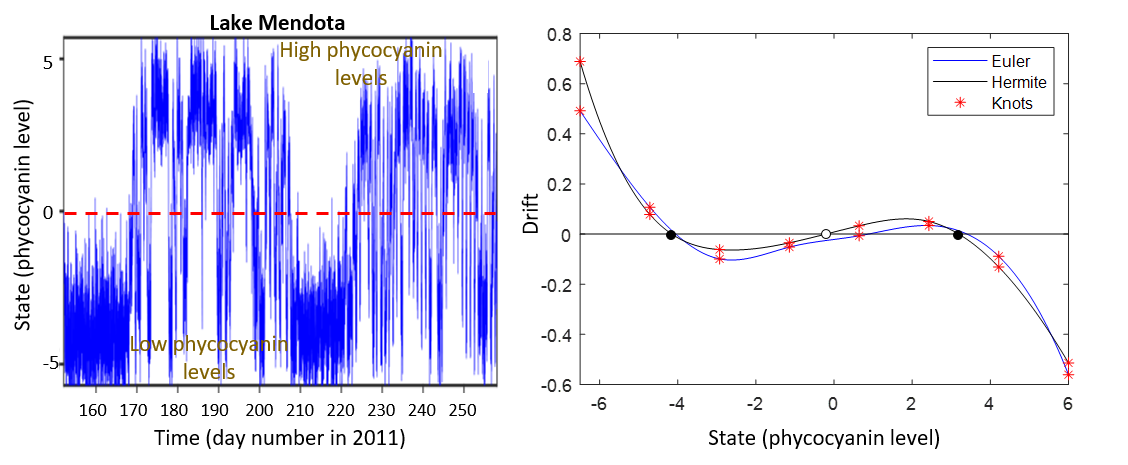 Lake Mendota
High phycocyanin
levels
Low phycocyanin
levels
5
0
-5
State (phycocyanin level)
160 170 180 190 200 210 220 230 240 250
Time (day number in 2011)
Euler
Hermite
Knots
0.8
0.6
0.4
0.2
0
-0.2
-0.4
-0.6
Drift
-6 -4 -2 0 2 4 6
State (phycocyanin level)